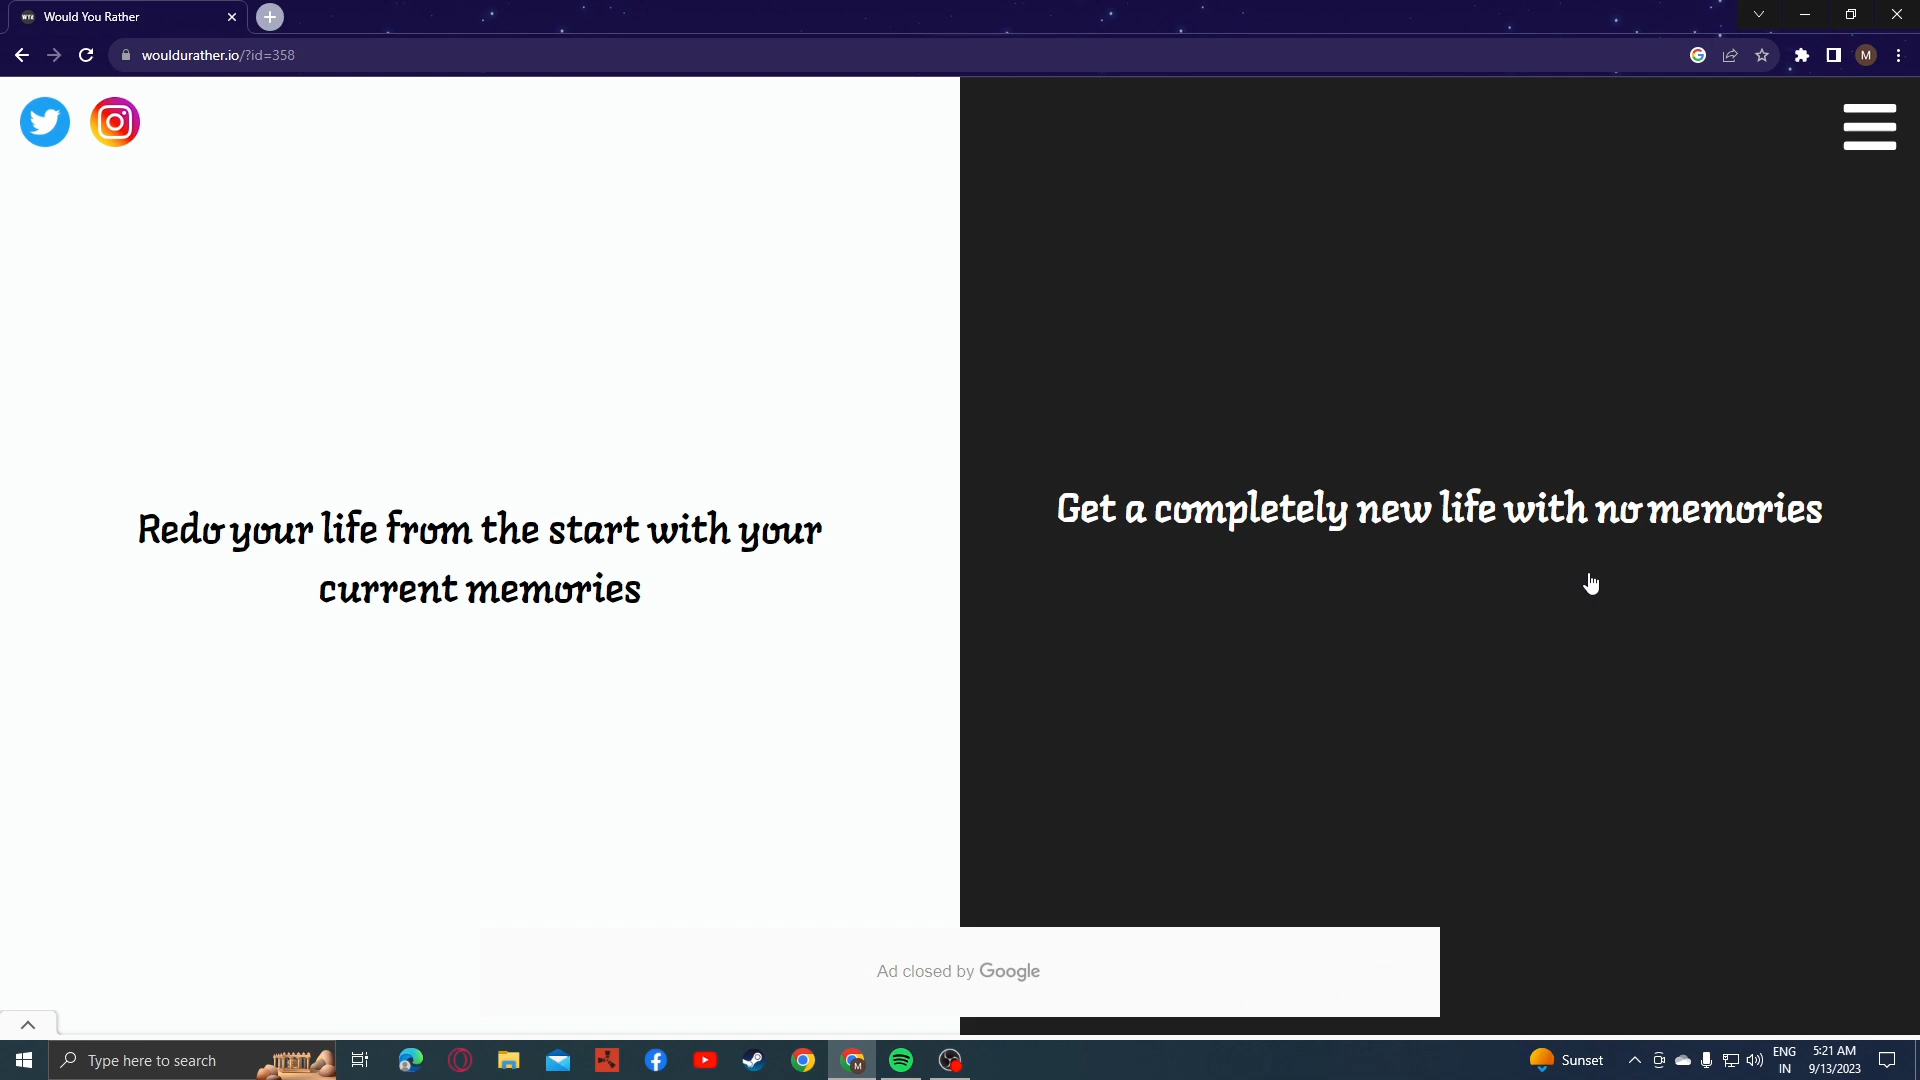 Would You Rather
wouldurather.io/?id=358
M
Redo your life from the start with your
current memories
Get a completely new life with no memories
Ad closed by Google
Type here to search
M
Sunset
ENG
IN
5:21 AM
9/13/2023